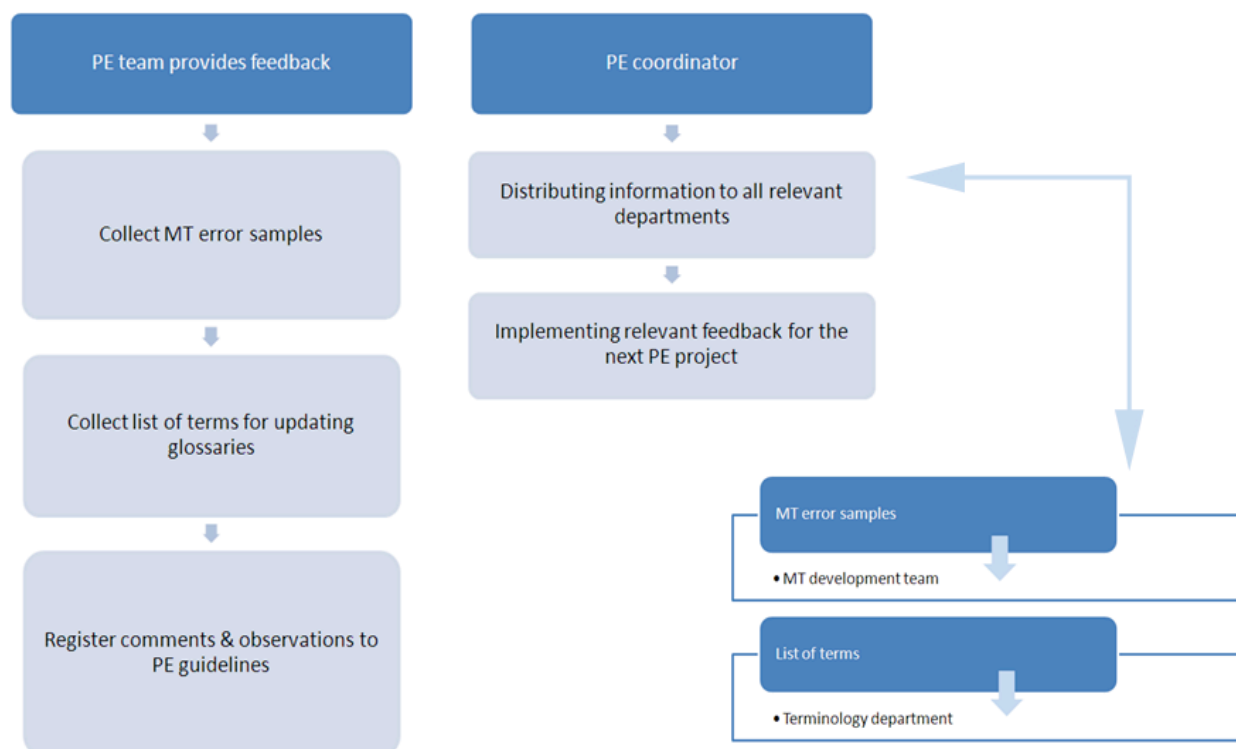 PE team provides feedback
Collect MT error samples
Collect list of terms for updating
glossaries
Register comments & observations to
PE guidelines
PE coordinator
Distributing information to all relevant
departments
Implementing relevant feedback for the
next PE project
MT error samples
• MT development team
List of terms
• Terminology department